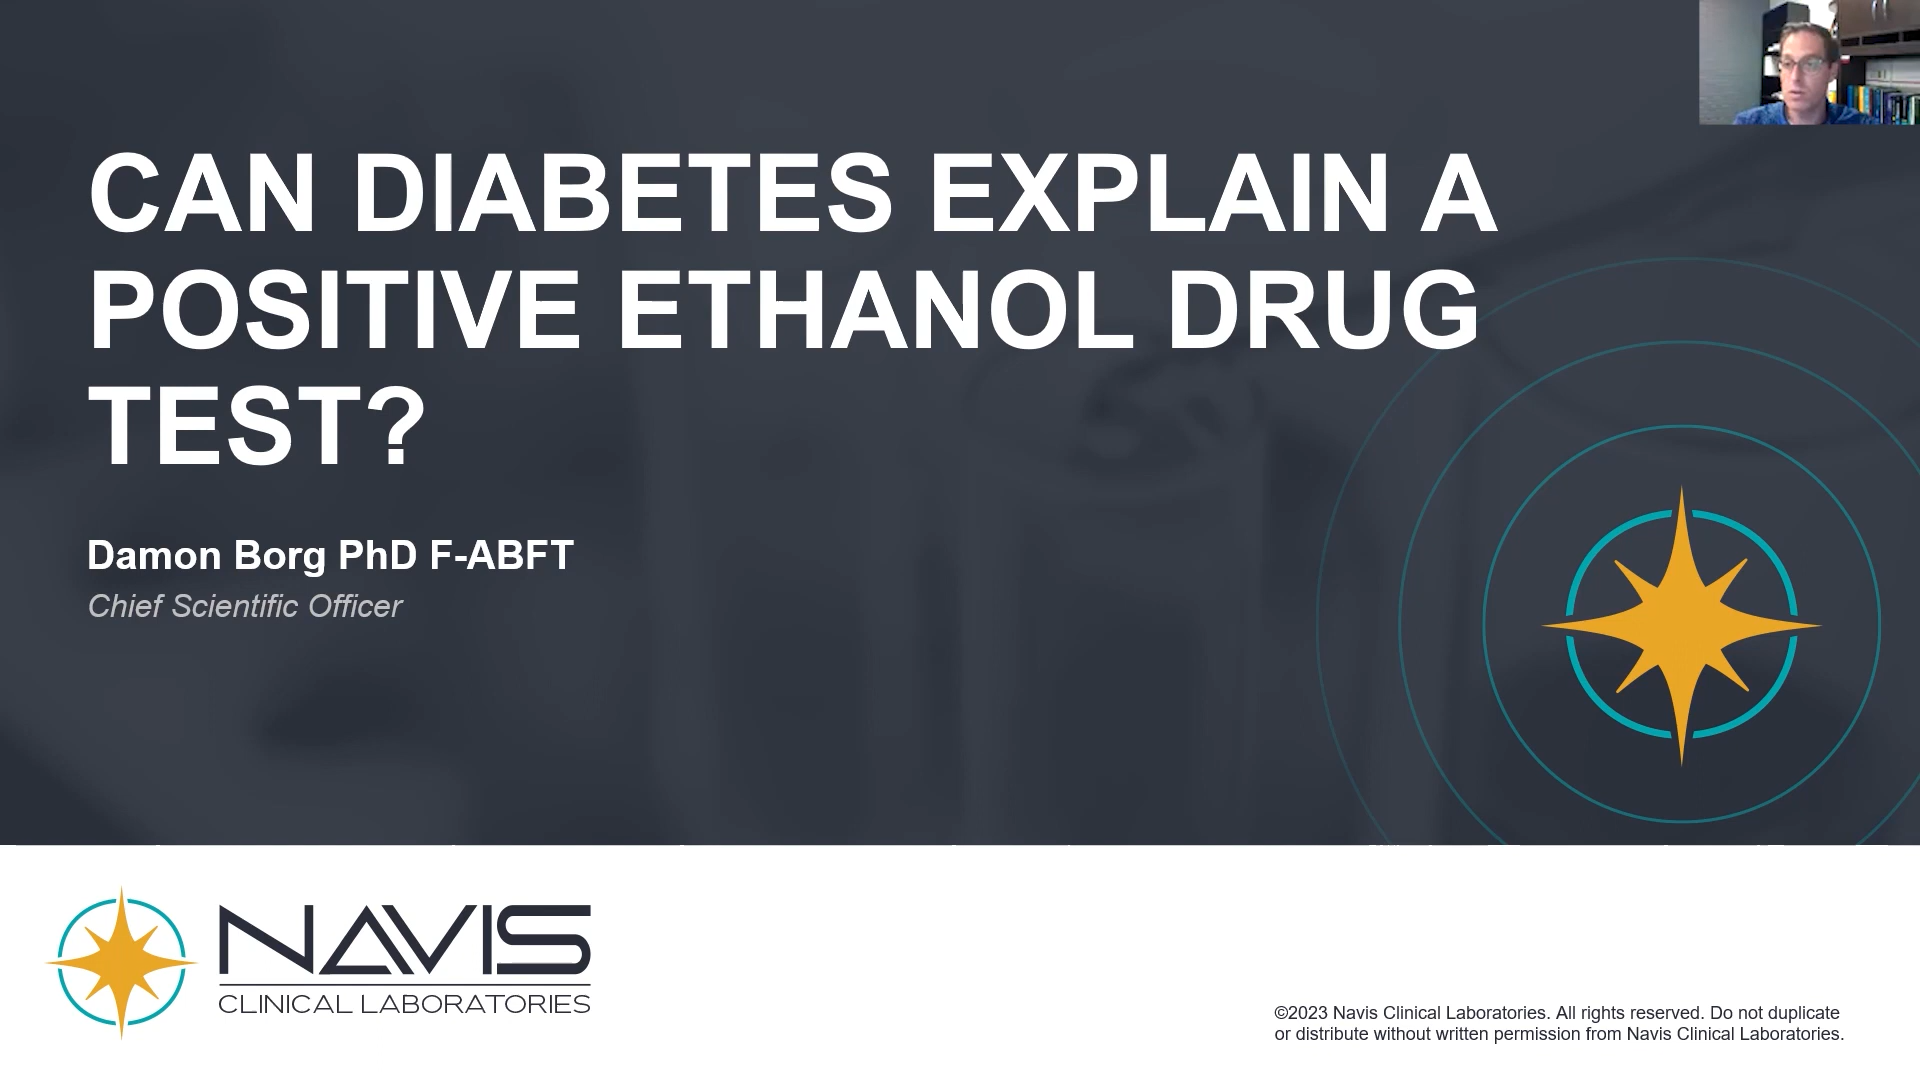 CAN DIABETES EXPLAIN A
POSITIVE ETHANOL DRUG
TEST?
Damon Borg PhD F-ABFT
Chief Scientific Officer
NAVIS
CLINICAL LABORATORIES
©2023 Navis Clinical Laboratories. All rights reserved. Do not duplicate
or distribute without written permission from Navis Clinical Laboratories.